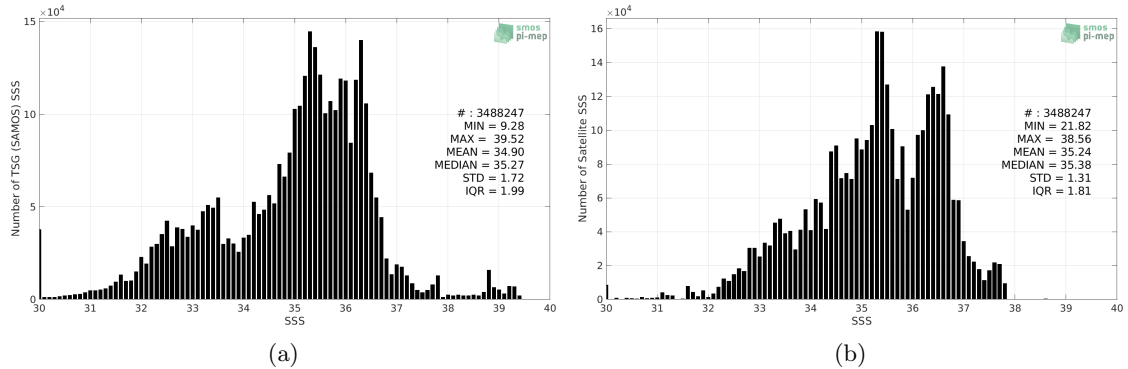 ×10⁴
15
10
5
0
30 31 32 33 34 35 36 37 38 39 40
SSS
Number of TSG (SAMOS) SSS
smos
pi-mep
# : 3488247
MIN = 9.28
MAX = 39.52
MEAN = 34.90
MEDIAN = 35.27
STD = 1.72
IQR = 1.99
(a)
×10⁴
16
14
12
10
8
6
4
2
0
30 31 32 33 34 35 36 37 38 39 40
SSS
Number of Satellite SSS
smos
pi-mep
# : 3488247
MIN = 21.82
MAX = 38.56
MEAN = 35.24
MEDIAN = 35.38
STD = 1.31
IQR = 1.81
(b)